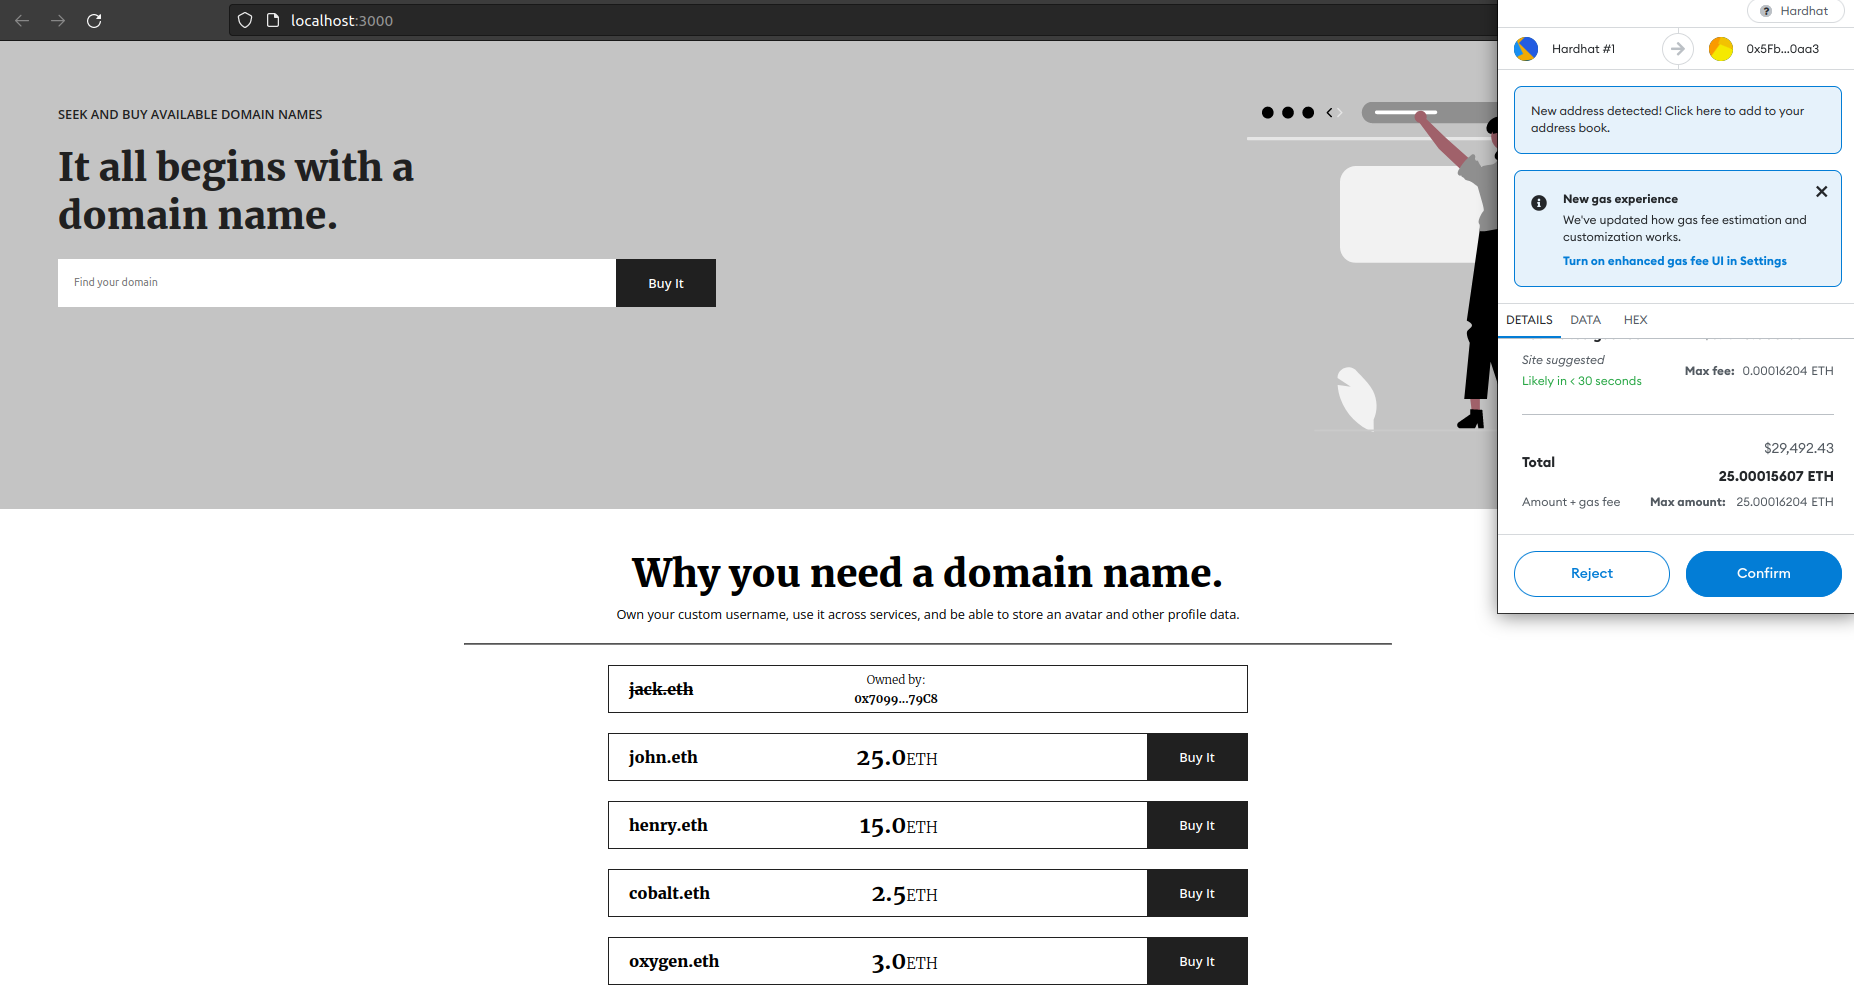 localhost:3000
Hardhat
Hardhat #1
0x5Fb...0aa3
New address detected! Click here to add to your
address book.
New gas experience
We've updated how gas fee estimation and
customization works.
Turn on enhanced gas fee UI in Settings
DETAILS DATA HEX
Site suggested
Likely in < 30 seconds
Max fee: 0.00016204 ETH
$29,492.43
Total
25.00015607 ETH
Amount + gas fee
Max amount: 25.00016204 ETH
Reject
Confirm
SEEK AND BUY AVAILABLE DOMAIN NAMES
It all begins with a
domain name.
Find your domain
Buy It
Why you need a domain name.
Own your custom username, use it across services, and be able to store an avatar and other profile data.
jack.eth
Owned by:
0x7099...79C8
john.eth 25.0ETH Buy It
henry.eth 15.0ETH Buy It
cobalt.eth 2.5ETH Buy It
oxygen.eth 3.0ETH Buy It